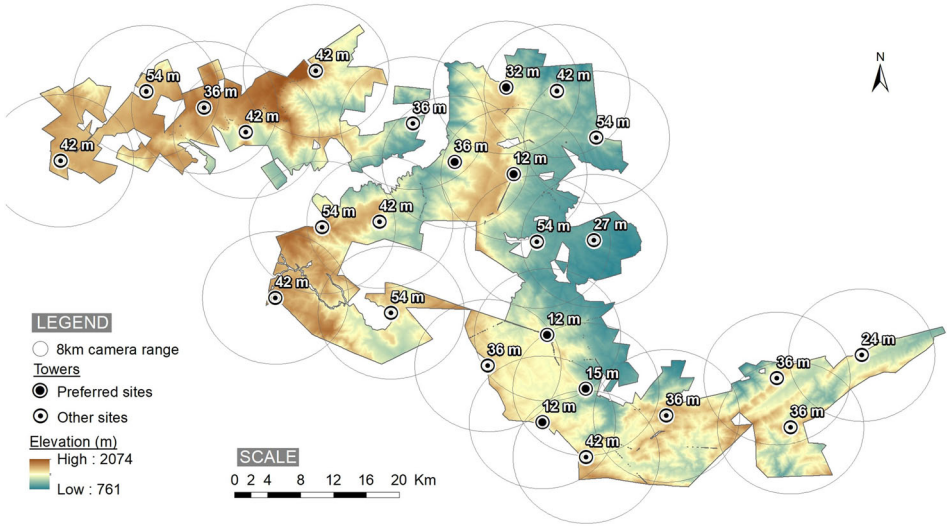 42 m
54 m
36 m
42 m
42 m
36 m
32 m
42 m
54 m
36 m
12 m
54 m
42 m
54 m
27 m
42 m
54 m
12 m
36 m
15 m
12 m
42 m
36 m
36 m
24 m
36 m
N
LEGEND
8km camera range
Towers
Preferred sites
Other sites
Elevation (m)
High : 2074
Low : 761
SCALE
0 2 4 8 12 16 20 Km